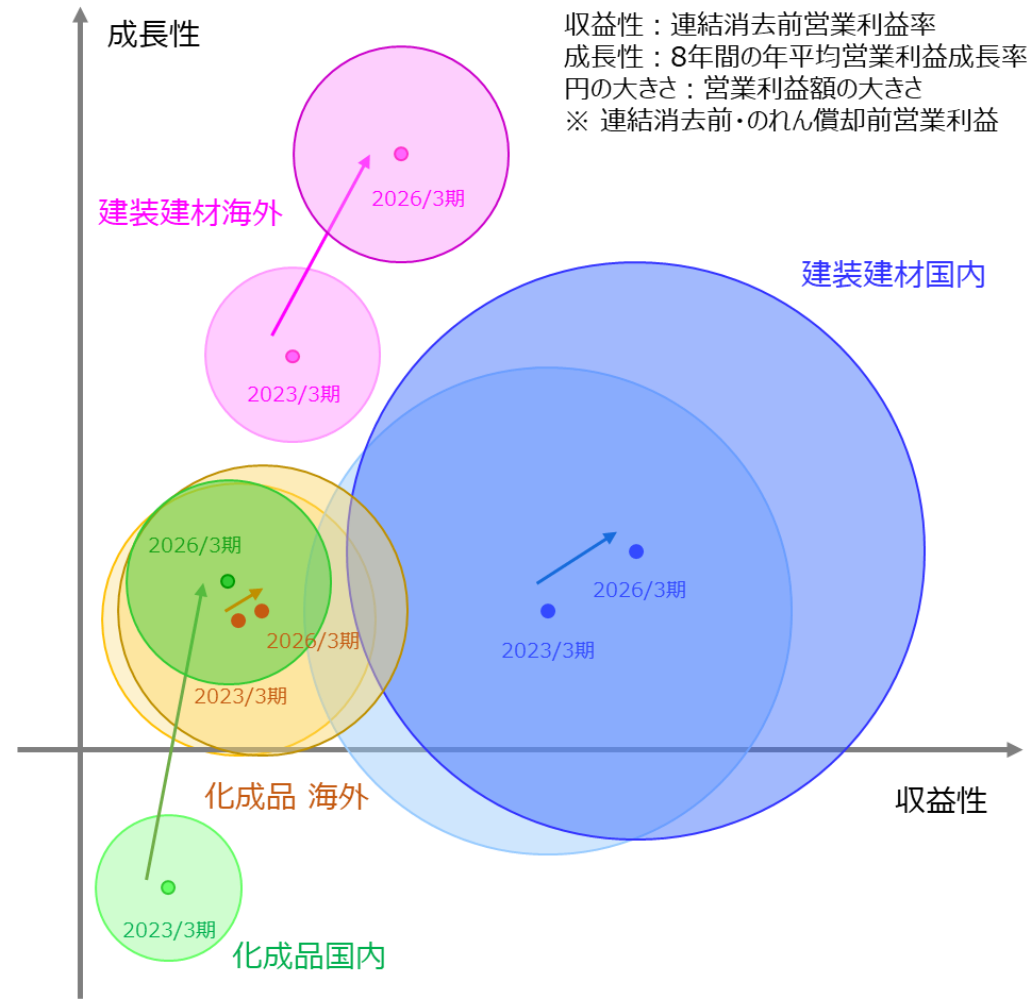 成長性
収益性：連結消去前営業利益率
成長性：8年間の年平均営業利益成長率
円の大きさ：営業利益額の大きさ
※ 連結消去前・のれん償却前営業利益
2026/3期
建装建材海外
建装建材国内
2023/3期
2026/3期
2026/3期
2026/3期
2023/3期
2023/3期
化成品 海外
収益性
2023/3期
化成品国内